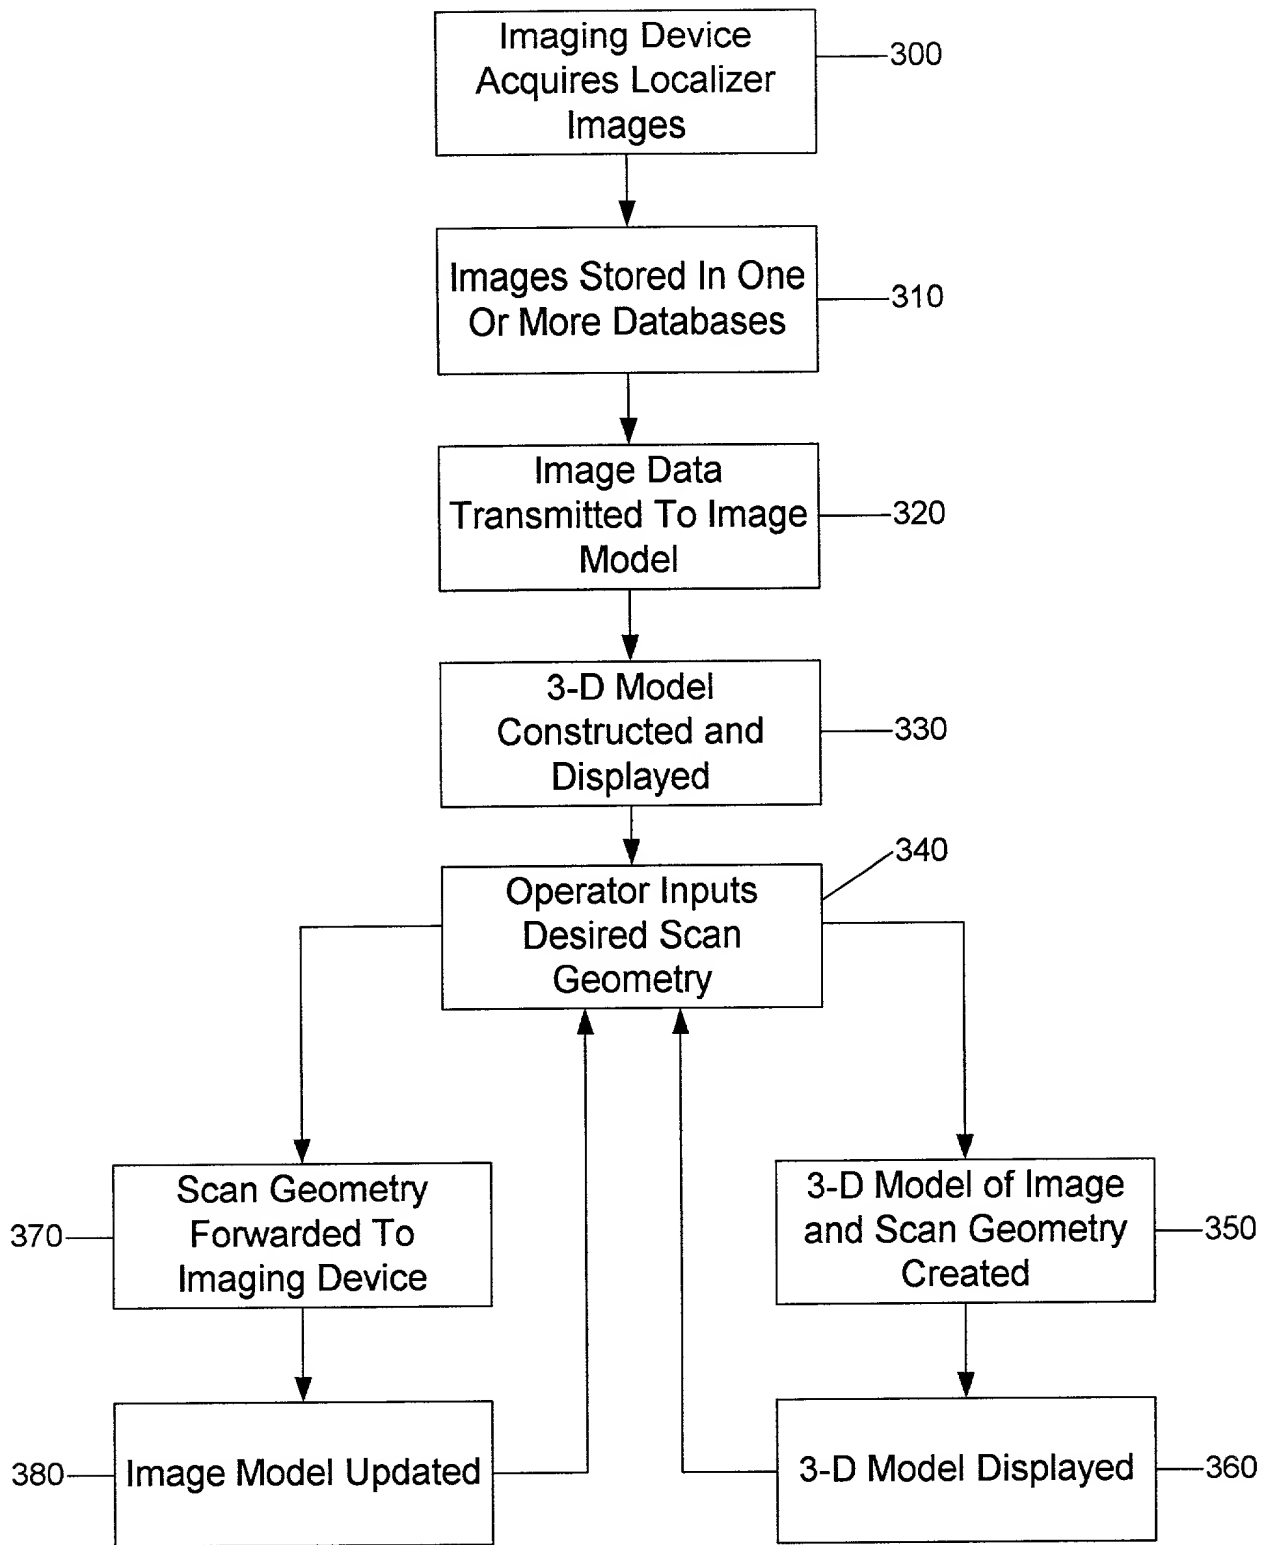 Imaging Device
Acquires Localizer
Images
300
Images Stored In One
Or More Databases
310
Image Data
Transmitted To Image
Model
320
3-D Model
Constructed and
Displayed
330
340
Operator Inputs
Desired Scan
Geometry
Scan Geometry
Forwarded To
Imaging Device
370
3-D Model of Image
and Scan Geometry
Created
350
380
Image Model Updated
3-D Model Displayed
360